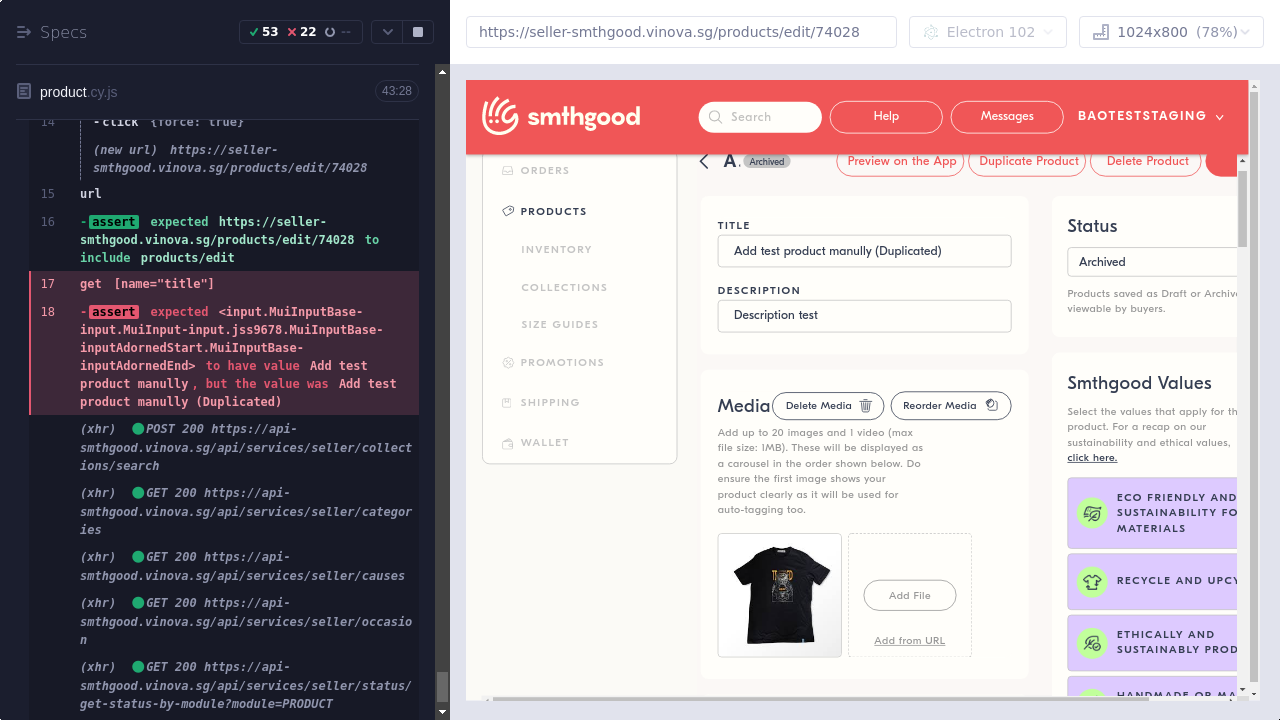 Specs
53
22
--
product.cy.js
43:28
14
-click {force: true}
(new url) https://seller-
smthgood.vinova.sg/products/edit/74028
15
url
16
-assert expected https://seller-
smthgood.vinova.sg/products/edit/74028 to
include products/edit
17
get [name="title"]
18
-assert expected <input.MuiInputBase-
input.MuiInput-input.jss9678.MuiInputBase-
inputAdornedStart.MuiInputBase-
inputAdornedEnd> to have value Add test
product manully, but the value was Add test
product manully (Duplicated)
(xhr) POST 200 https://api-
smthgood.vinova.sg/api/services/seller/collect
ions/search
(xhr) GET 200 https://api-
smthgood.vinova.sg/api/services/seller/categor
ies
(xhr) GET 200 https://api-
smthgood.vinova.sg/api/services/seller/causes
(xhr) GET 200 https://api-
smthgood.vinova.sg/api/services/seller/occasio
n
(xhr) GET 200 https://api-
smthgood.vinova.sg/api/services/seller/status/
get-status-by-module?module=PRODUCT
https://seller-smthgood.vinova.sg/products/edit/74028
Electron 102
1024x800 (78%)
smthgood
Search
Help
Messages
BAOTESTSTAGING
ORDERS
PRODUCTS
INVENTORY
COLLECTIONS
SIZE GUIDES
PROMOTIONS
SHIPPING
WALLET
A.
Archived
Preview on the App
Duplicate Product
Delete Product
TITLE
Add test product manully (Duplicated)
DESCRIPTION
Description test
Media
Delete Media
Reorder Media
Add up to 20 images and 1 video (max
file size: 1MB). These will be displayed as
a carousel in the order shown below. Do
ensure the first image shows your
product clearly as it will be used for
auto-tagging too.
Add File
Add from URL
Status
Archived
Products saved as Draft or Archive
viewable by buyers.
Smthgood Values
Select the values that apply for th
product. For a recap on our
sustainability and ethical values,
click here.
ECO FRIENDLY AND
SUSTAINABILITY FO
MATERIALS
RECYCLE AND UPCY
ETHICALLY AND
SUSTAINABLY PROD
HANDMADE OR MA